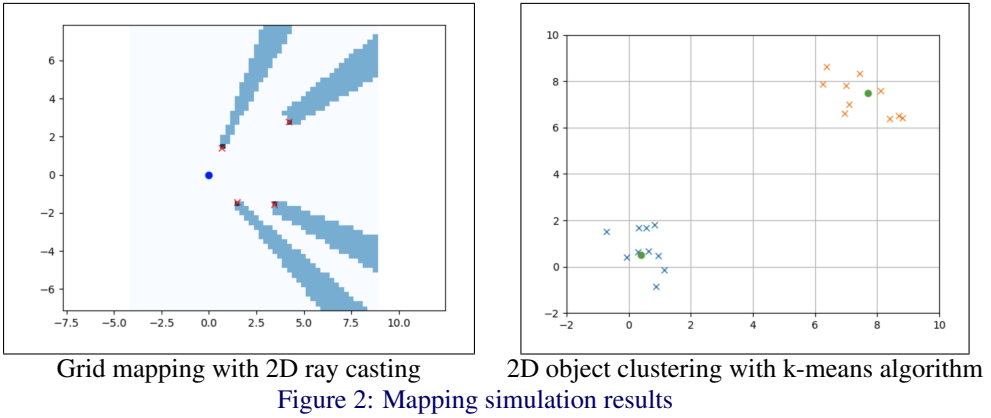 6
4
2
0
−2
−4
−6
−7.5 −5.0 −2.5 0.0 2.5 5.0 7.5 10.0
10
8
6
4
2
0
−2
−2 0 2 4 6 8 10
Grid mapping with 2D ray casting
2D object clustering with k-means algorithm
Figure 2: Mapping simulation results